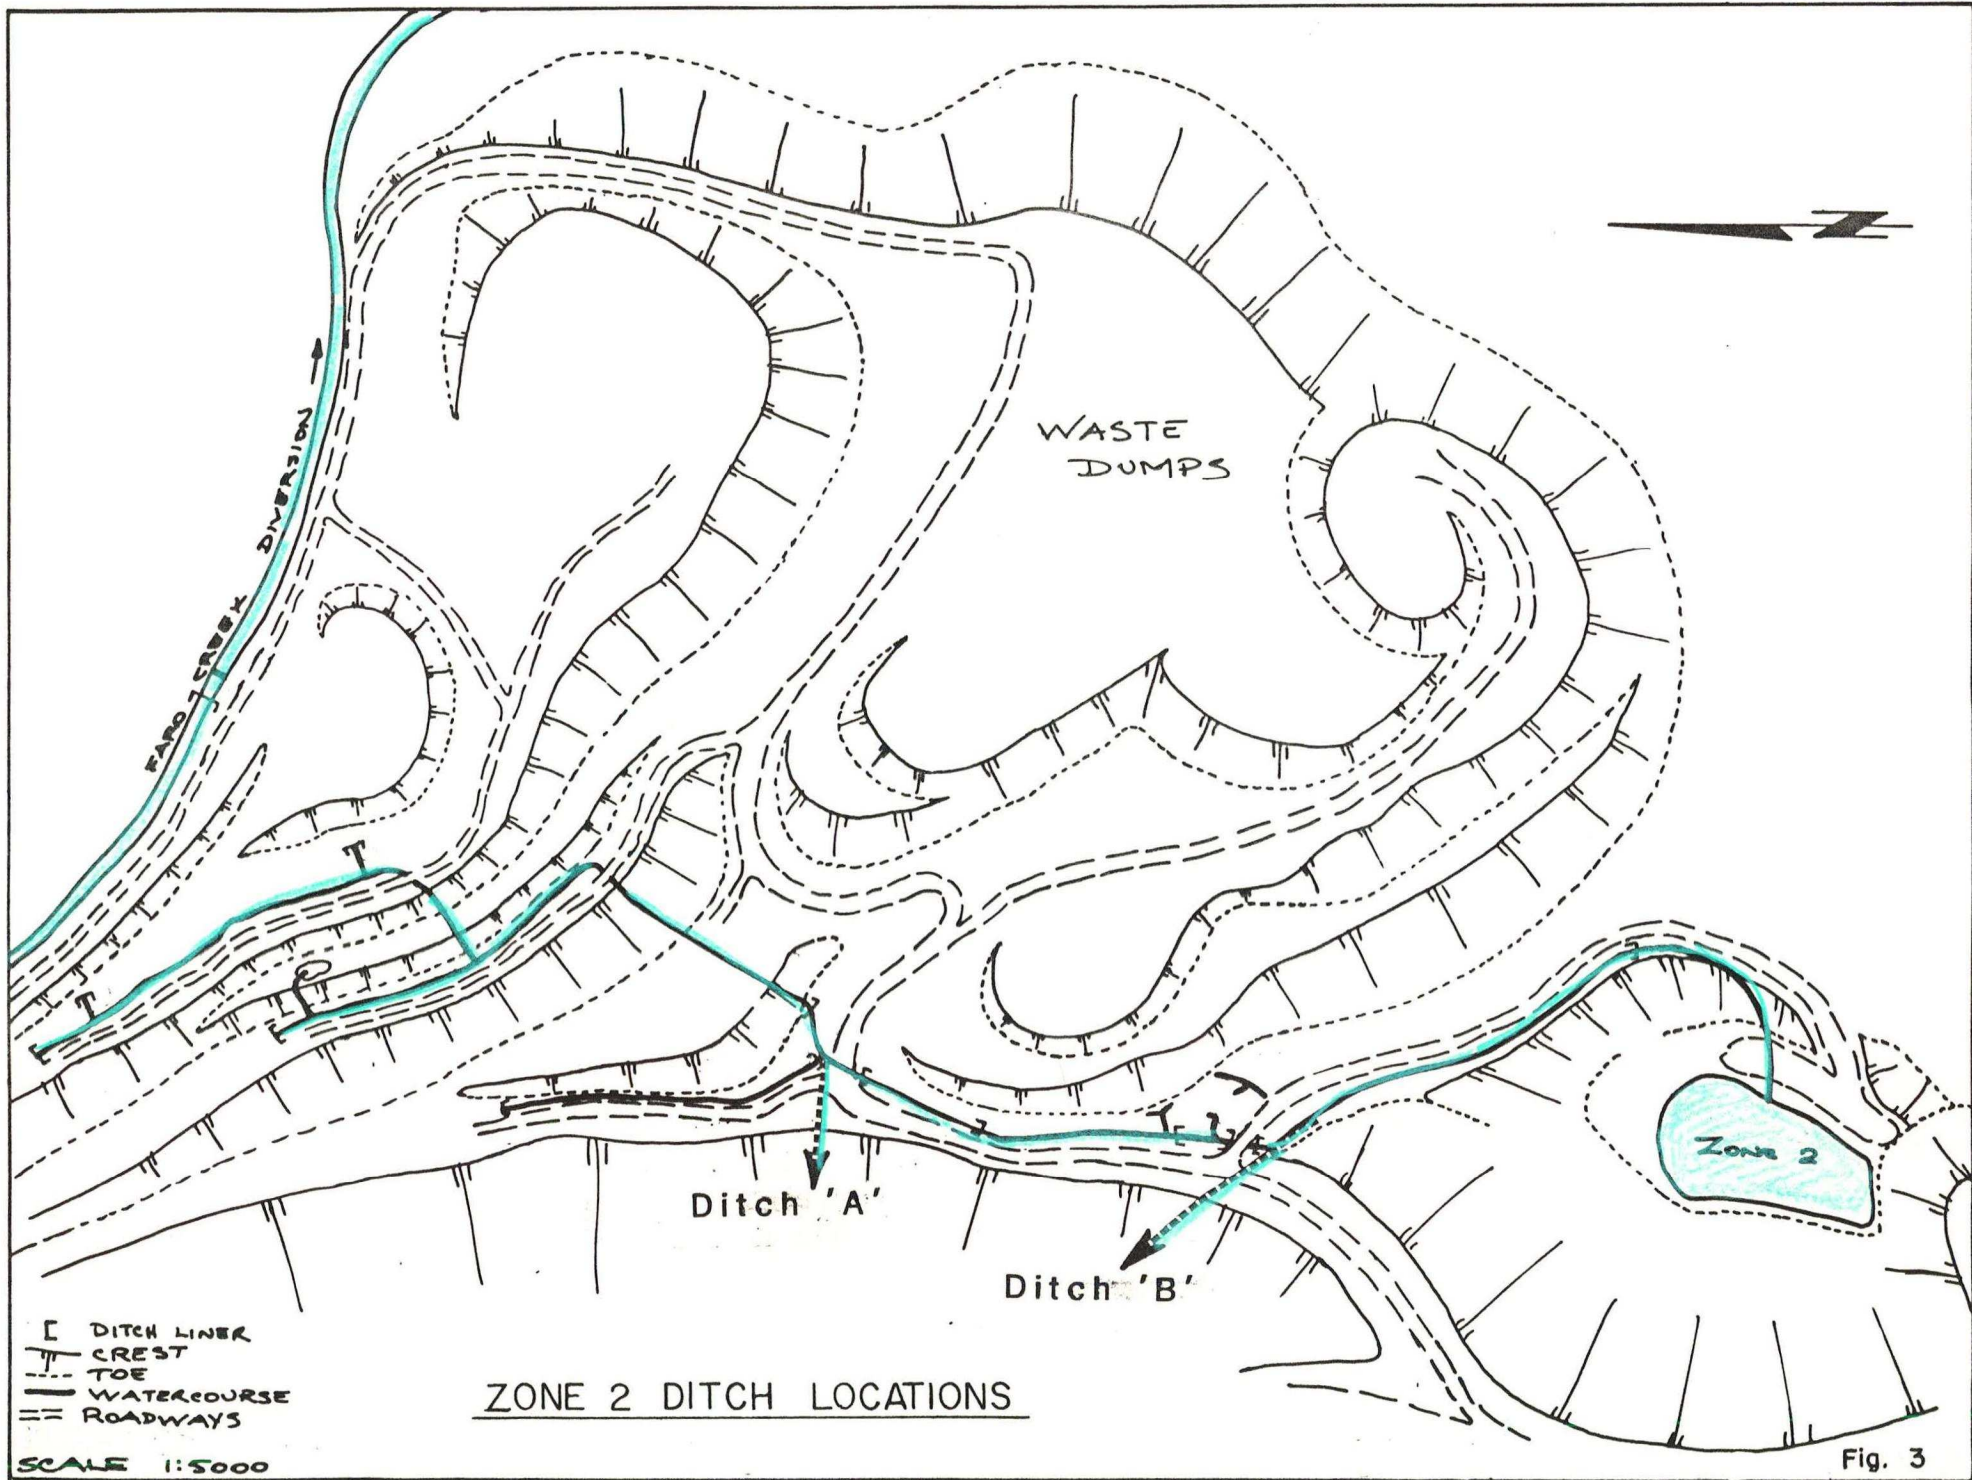 WASTE
DUMPS
FARO CREEK DIVERSION
Z
T
T
ZONE 2
Ditch 'A'
Ditch 'B'
[ DITCH LINER
CREST
TOE
WATERCOURSE
ROADWAYS
SCALE 1:5000
ZONE 2 DITCH LOCATIONS
Fig. 3